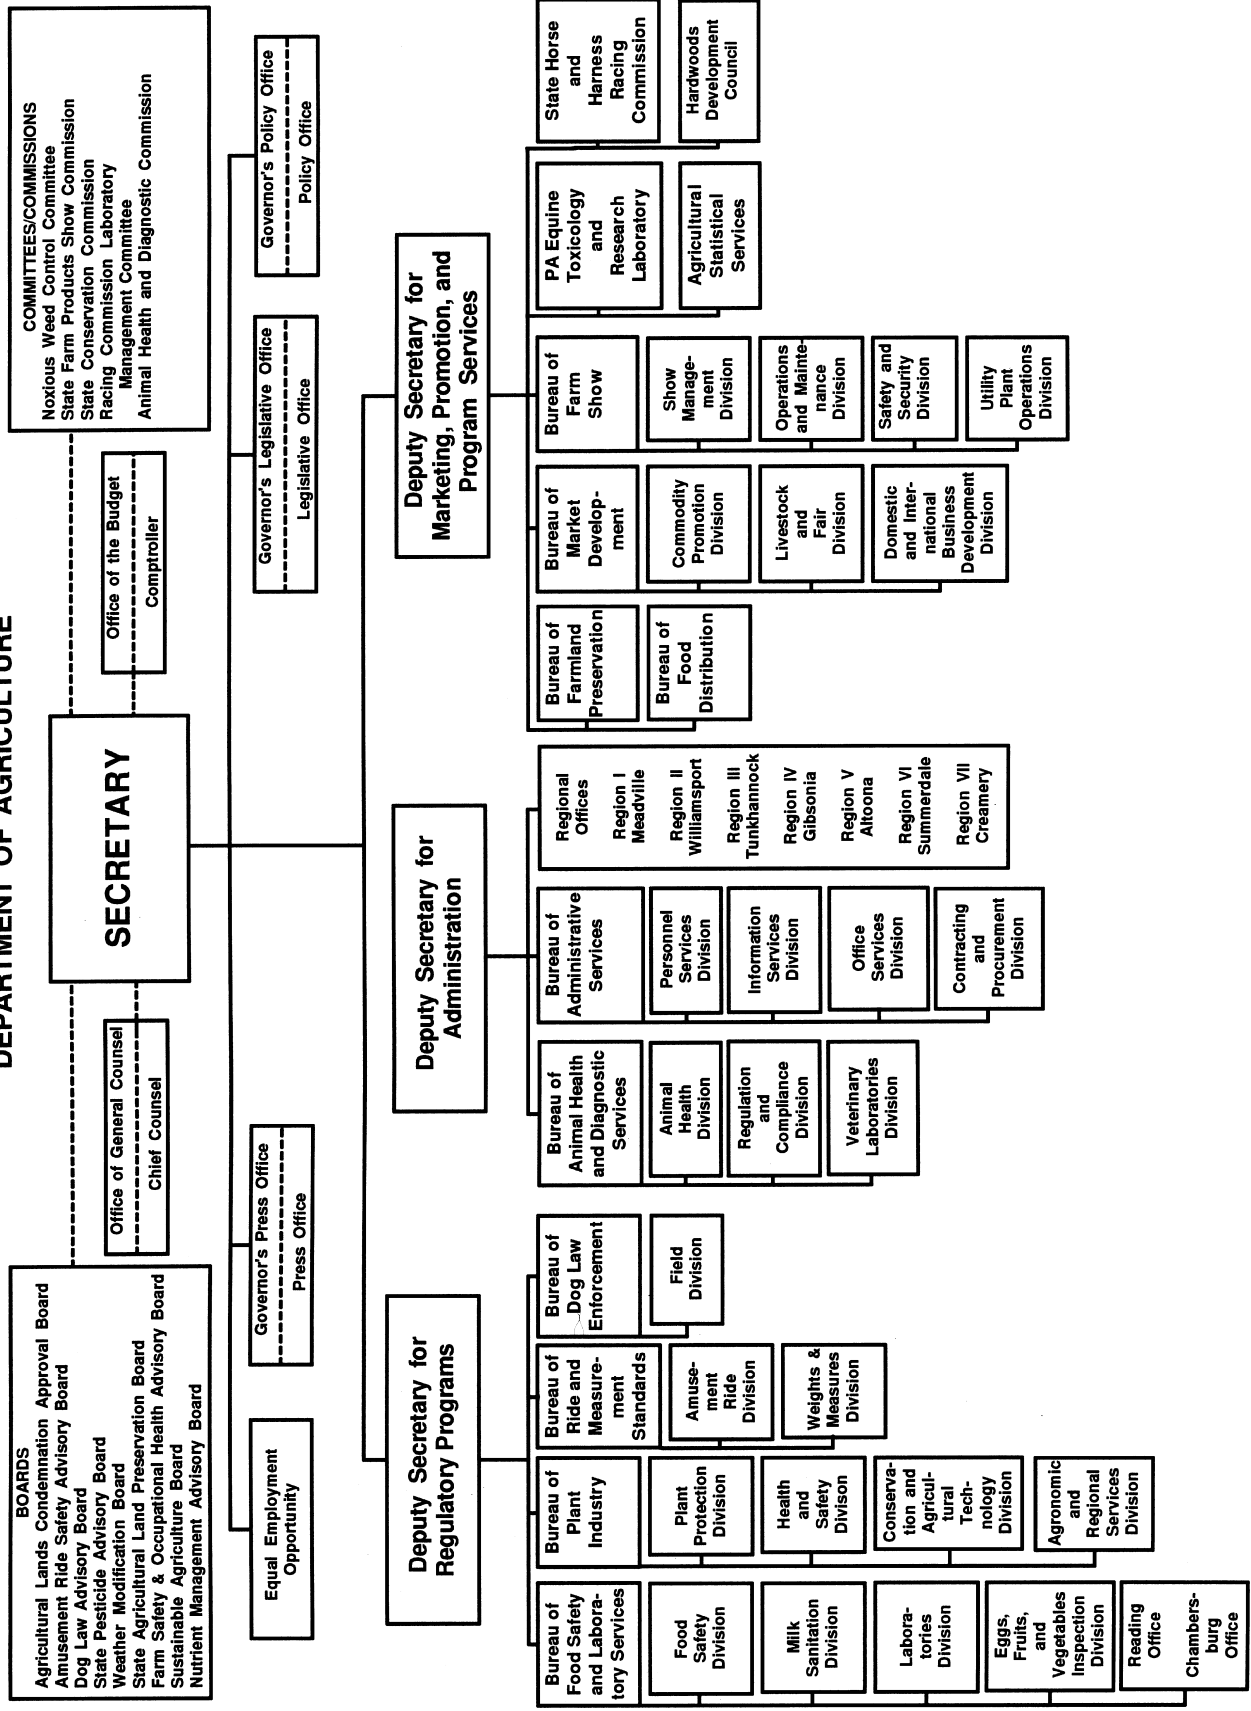 DEPARTMENT OF AGRICULTURE
BOARDS
Agricultural Lands Condemnation Approval Board
Amusement Ride Safety Advisory Board
Dog Law Advisory Board
State Pesticide Advisory Board
Weather Modification Board
State Agricultural Land Preservation Board
Farm Safety & Occupational Health Advisory Board
Sustainable Agriculture Board
Nutrient Management Advisory Board
Office of General Counsel
Chief Counsel
SECRETARY
Office of the Budget
Comptroller
COMMITTEES/COMMISSIONS
Noxious Weed Control Committee
State Farm Products Show Commission
State Conservation Commission
Racing Commission Laboratory
Management Committee
Animal Health and Diagnostic Commission
Equal Employment
Opportunity
Governor's Press Office
Press Office
Governor's Legislative Office
Legislative Office
Governor's Policy Office
Policy Office
Deputy Secretary for
Regulatory Programs
Deputy Secretary for
Administration
Deputy Secretary for
Marketing, Promotion, and
Program Services
Bureau of
Food Safety
and Labora-
tory Services
Food
Safety
Division
Milk
Sanitation
Division
Labora-
tories
Division
Eggs,
Fruits,
and
Vegetables
Inspection
Division
Reading
Office
Chambers-
burg
Office
Bureau of
Plant
Industry
Plant
Protection
Division
Health
and
Safety
Divison
Conserva-
tion and
Agricul-
tural
Tech-
nology
Division
Agronomic
and
Regional
Services
Division
Bureau of
Ride and
Measure-
ment
Standards
Amuse-
ment
Ride
Division
Weights &
Measures
Division
Bureau of
Dog Law
Enforcement
Field
Division
Bureau of
Animal Health
and Diagnostic
Services
Animal
Health
Division
Regulation
and
Compliance
Division
Veterinary
Laboratories
Division
Bureau of
Administrative
Services
Personnel
Services
Division
Information
Services
Division
Office
Services
Division
Contracting
and
Procurement
Division
Regional
Offices
Region I
Meadville
Region II
Williamsport
Region III
Tunkhannock
Region IV
Gibsonia
Region V
Altoona
Region VI
Summerdale
Region VII
Creamery
Bureau of
Farmland
Preservation
Bureau of
Food
Distribution
Bureau of
Market
Develop-
ment
Commodity
Promotion
Division
Livestock
and
Fair
Division
Domestic
and Inter-
national
Business
Development
Division
Bureau of
Farm
Show
Show
Manage-
ment
Division
Operations
and Mainte-
nance
Division
Safety and
Security
Division
Utility
Plant
Operations
Division
PA Equine
Toxicology
and
Research
Laboratory
Agricultural
Statistical
Services
State Horse
and
Harness
Racing
Commission
Hardwoods
Development
Council